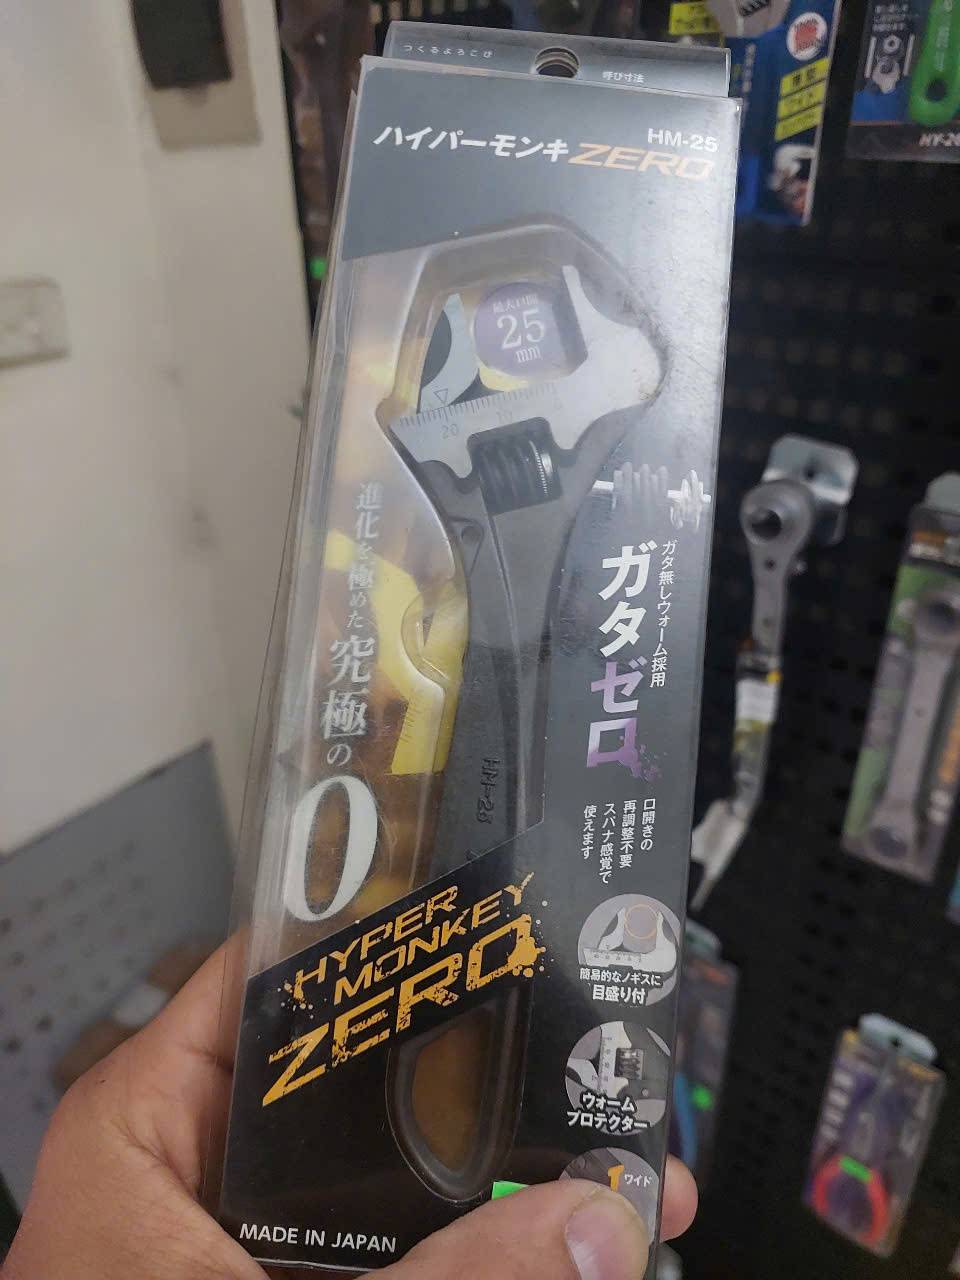 つくるよろこび
呼び寸法
HM-25
ハイパーモンキZERO
最大口開
25
mm
20
10
進化を極めた究極の
0
ガタ無しウォーム採用
ガタゼロ
口開きの
再調整不要
スパナ感覚で
使えます
HYPER
MONKEY
ZERO
簡易的なノギスに
目盛り付
ウォーム
プロテクター
1
ワイド
MADE IN JAPAN